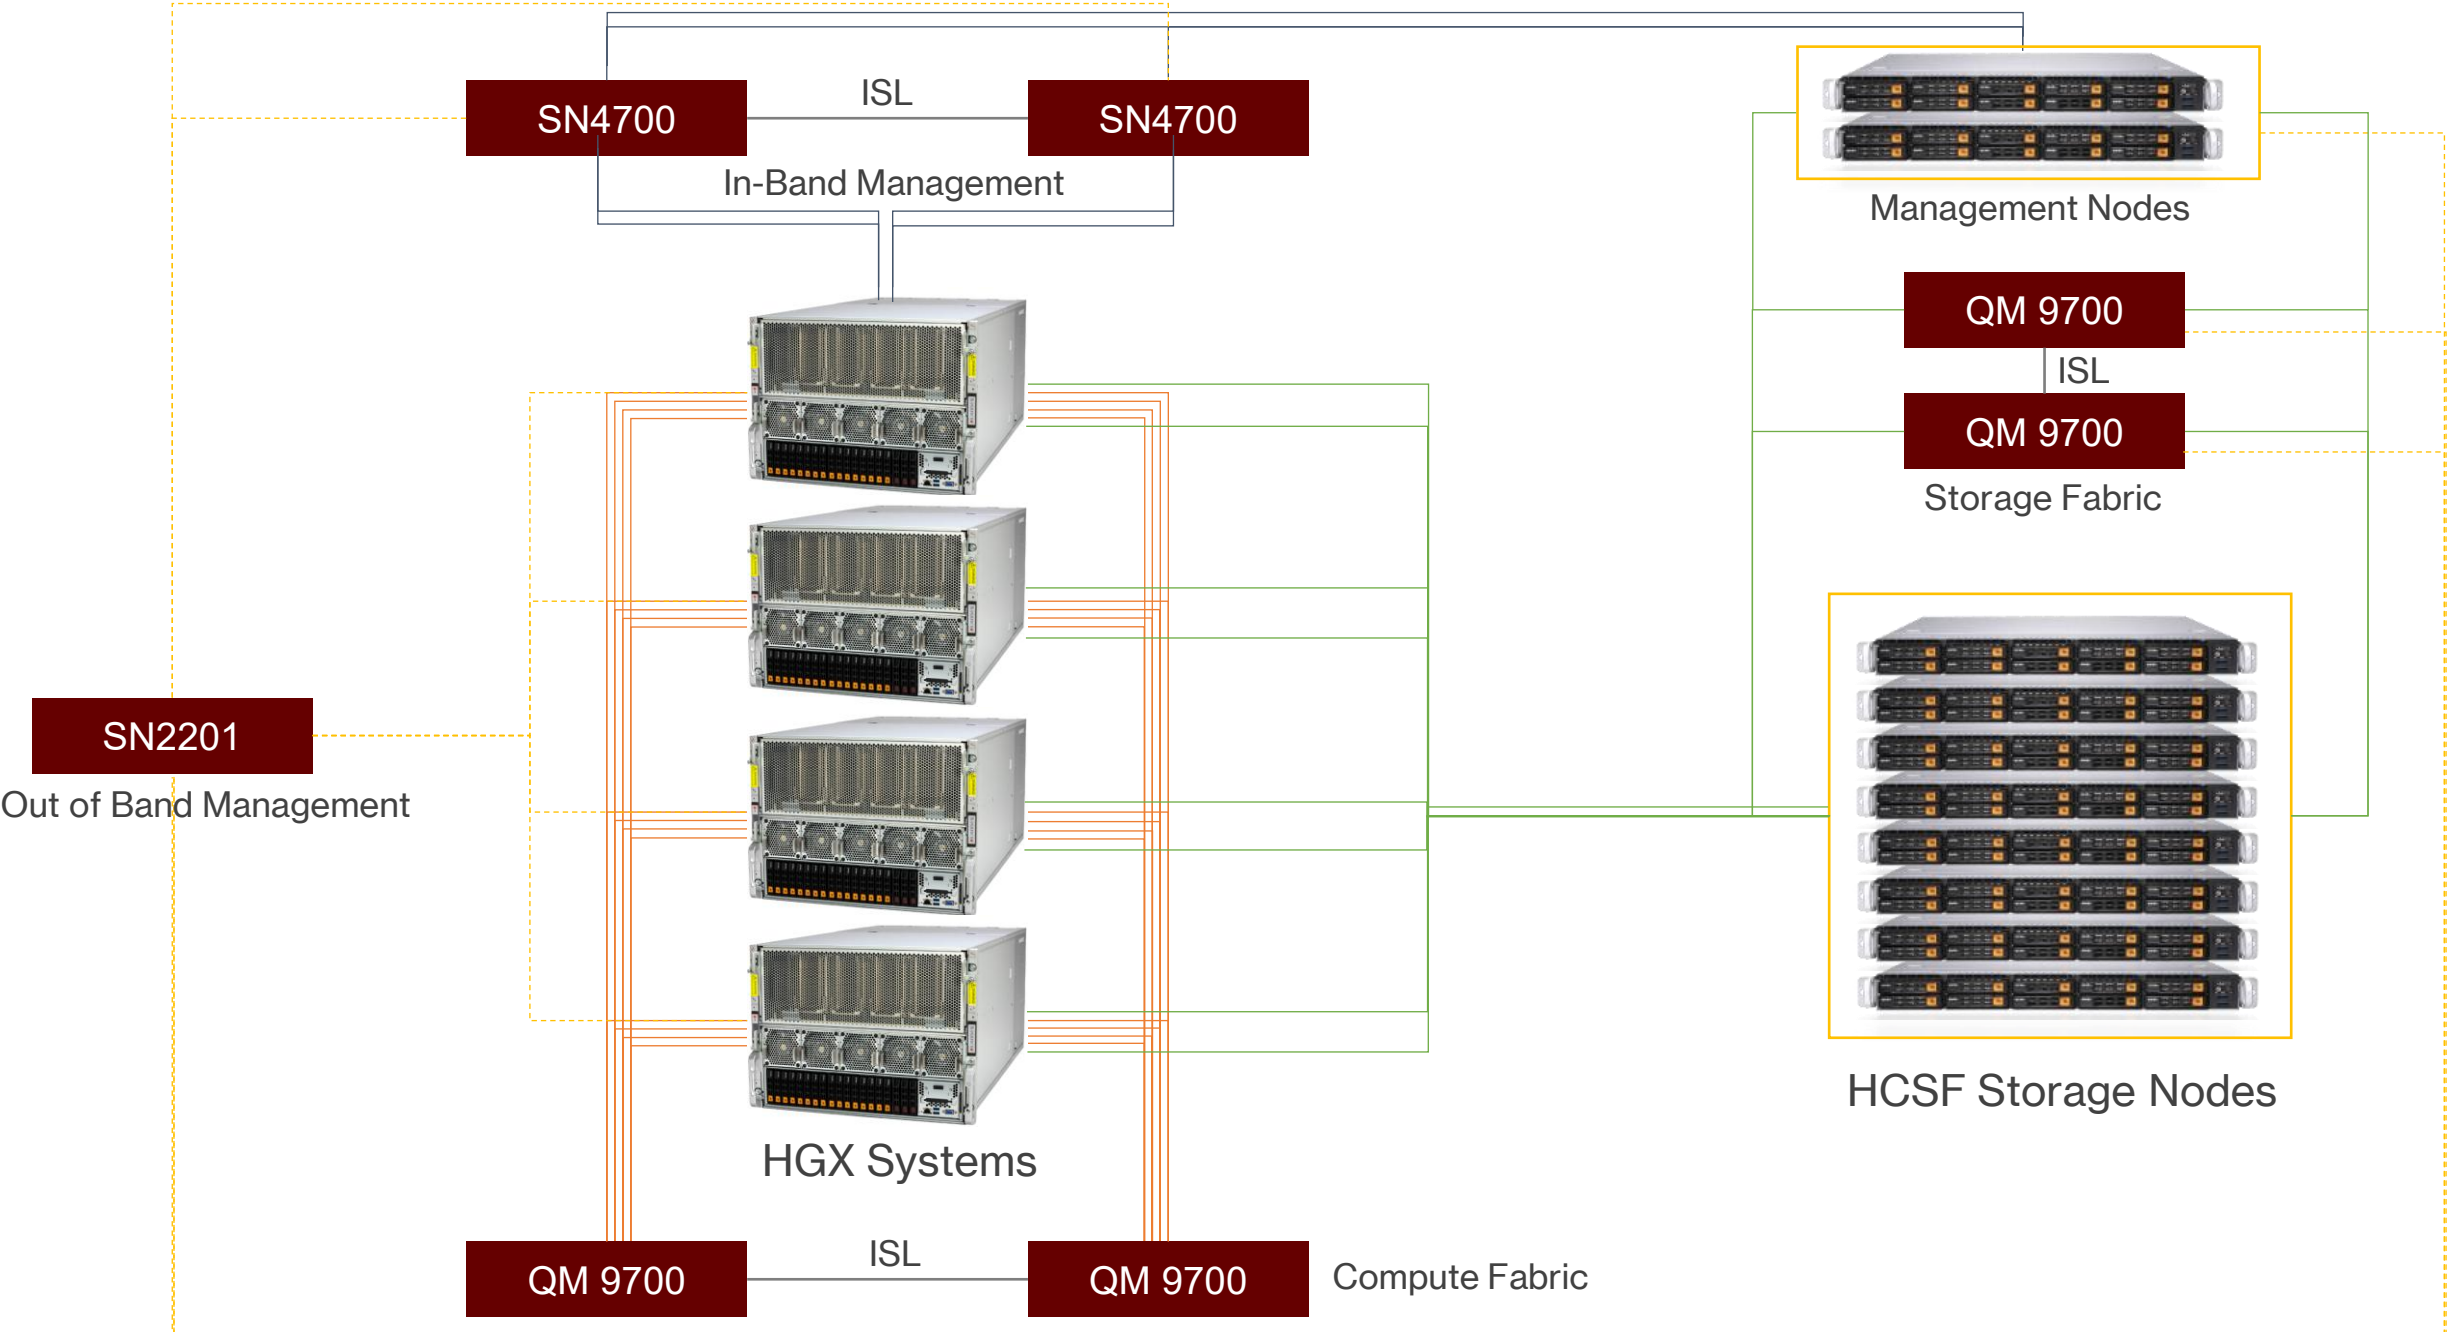 ISL
SN4700
SN4700
In-Band Management
Management Nodes
QM 9700
ISL
QM 9700
Storage Fabric
SN2201
Out of Band Management
HCSF Storage Nodes
HGX Systems
ISL
QM 9700
QM 9700
Compute Fabric